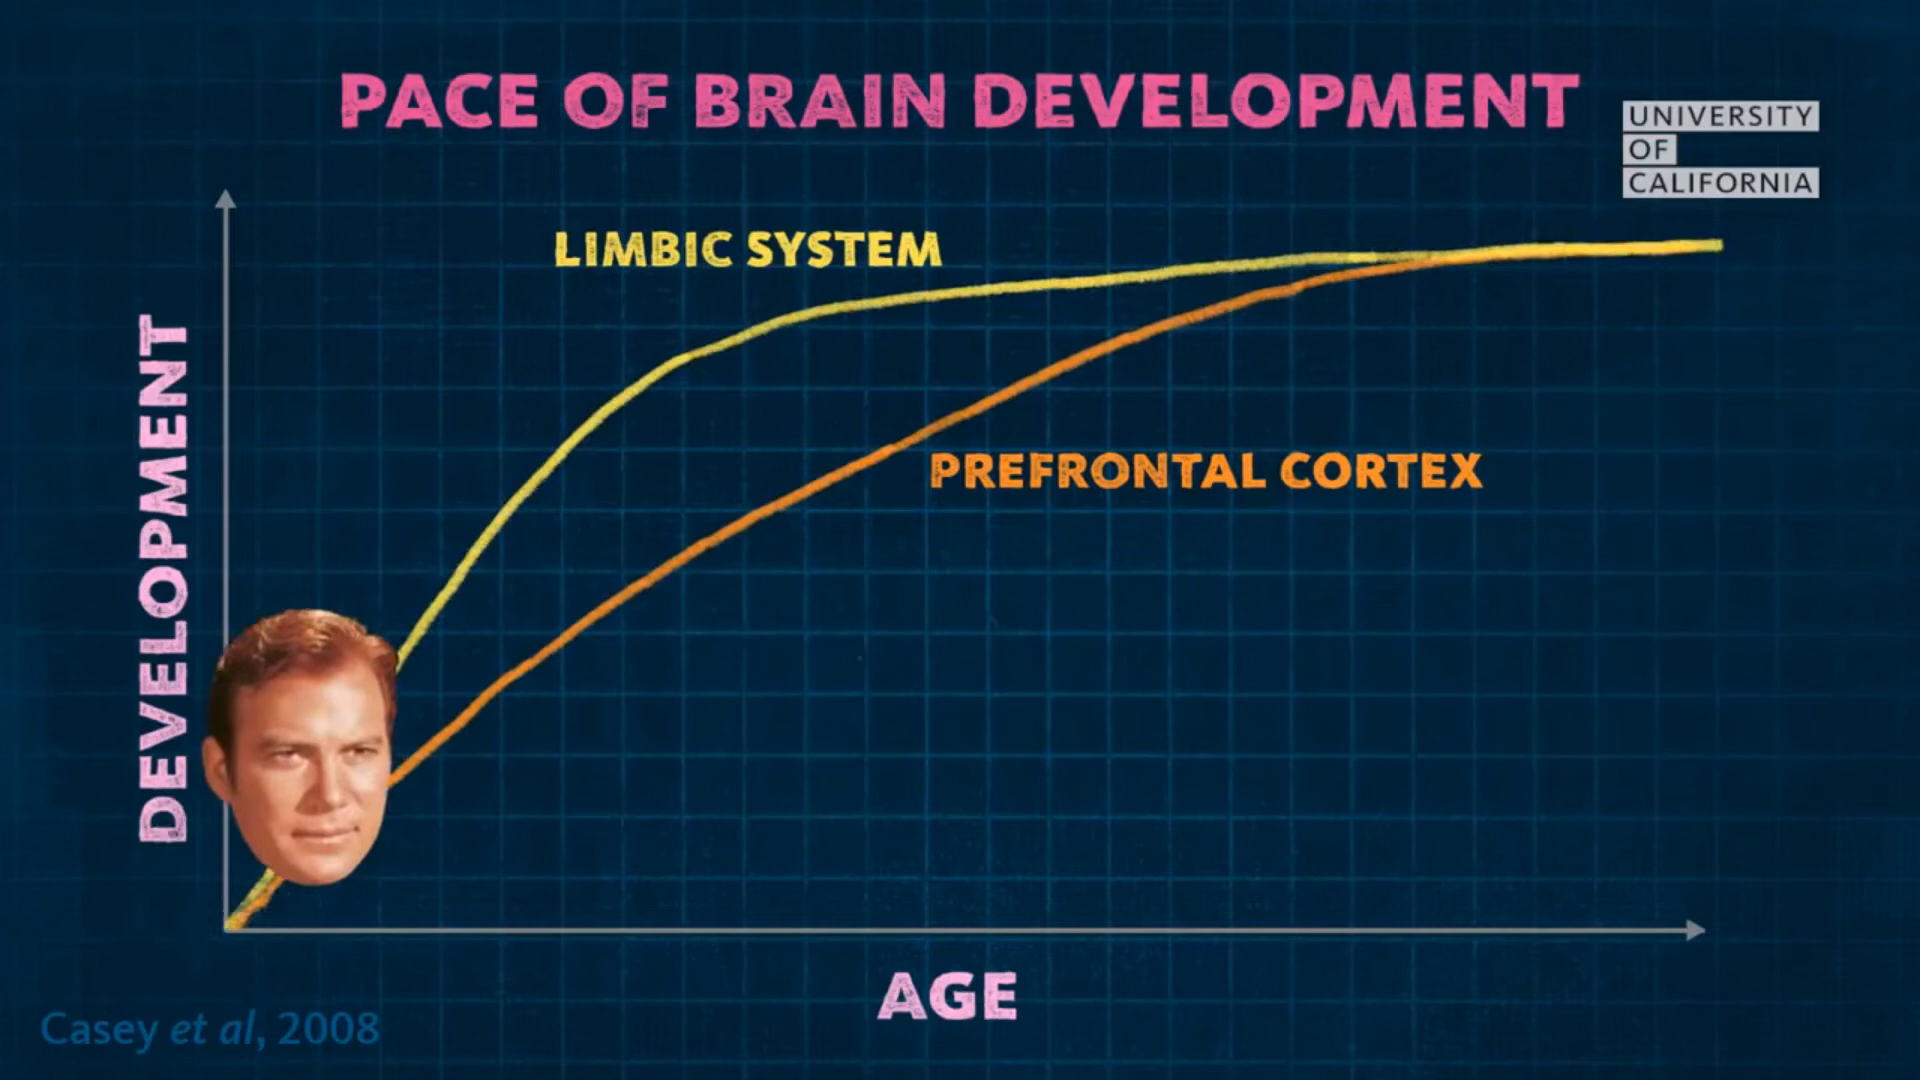 PACE OF BRAIN DEVELOPMENT
UNIVERSITY
OF
CALIFORNIA
LIMBIC SYSTEM
PREFRONTAL CORTEX
DEVELOPMENT
AGE
Casey et al, 2008